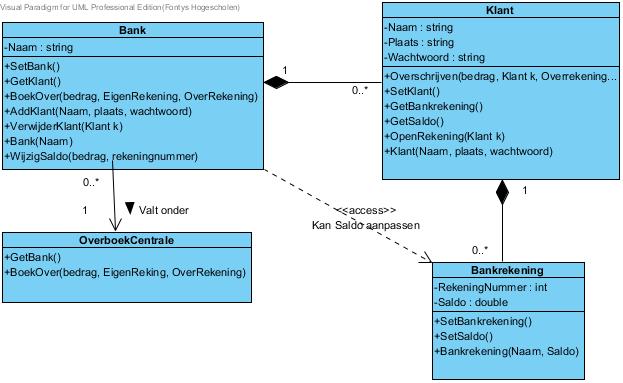 Visual Paradigm for UML Professional Edition(Fontys Hogescholen)
Bank
-Naam : string
+SetBank()
+GetKlant()
+BoekOver(bedrag, EigenRekening, OverRekening)
+AddKlant(Naam, plaats, wachtwoord)
+VerwijderKlant(Klant k)
+Bank(Naam)
+WijzigSaldo(bedrag, rekeningnummer)
1
0..*
Klant
-Naam : string
-Plaats : string
-Wachtwoord : string
+Overschrijven(bedrag, Klant k, Overrekening...
+SetKlant()
+GetBankrekening()
+GetSaldo()
+OpenRekening(Klant k)
+Klant(Naam, plaats, wachtwoord)
0..*
1
Valt onder
<<access>>
Kan Saldo aanpassen
1
0..*
OverboekCentrale
+GetBank()
+BoekOver(bedrag, EigenReking, OverRekening)
Bankrekening
-RekeningNummer : int
-Saldo : double
+SetBankrekening()
+SetSaldo()
+Bankrekening(Naam, Saldo)